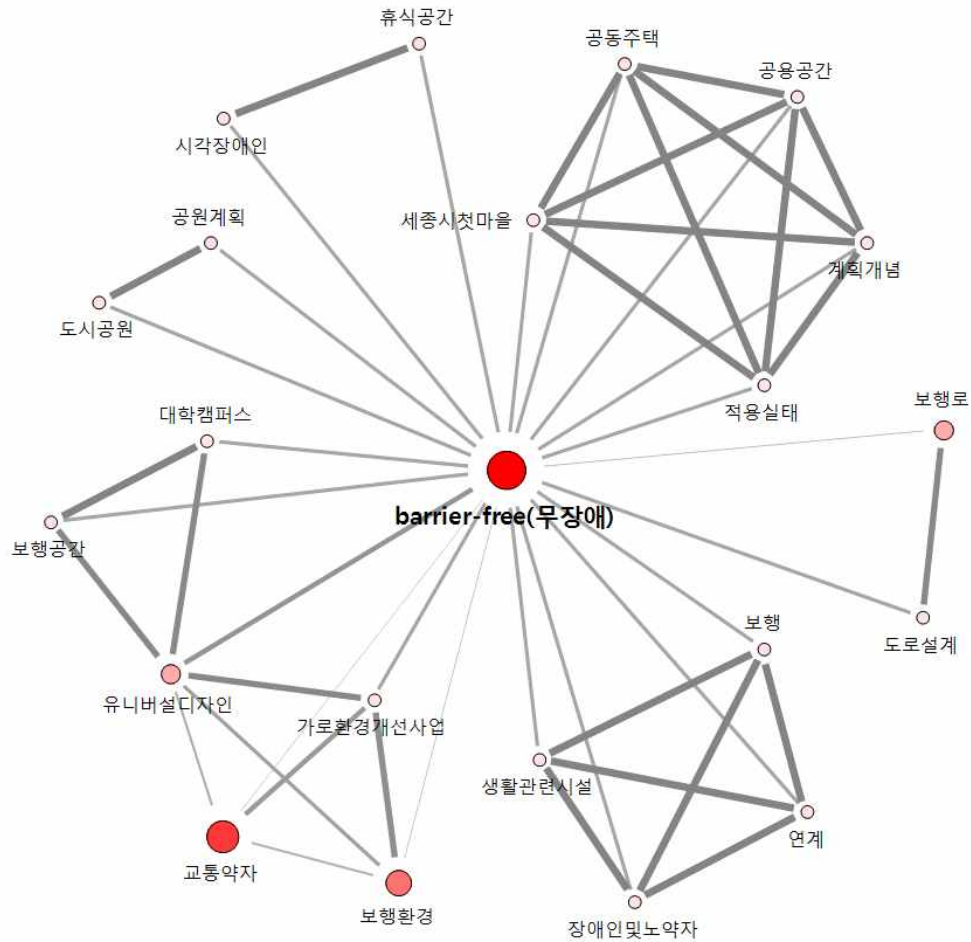 휴식공간
공동주택
공용공간
시각장애인
세종시첫마을
공원계획
계획개념
도시공원
적용실태
보행로
대학캠퍼스
barrier-free(무장애)
보행공간
도로설계
보행
유니버설디자인
가로환경개선사업
생활관련시설
연계
교통약자
보행환경
장애인및노약자